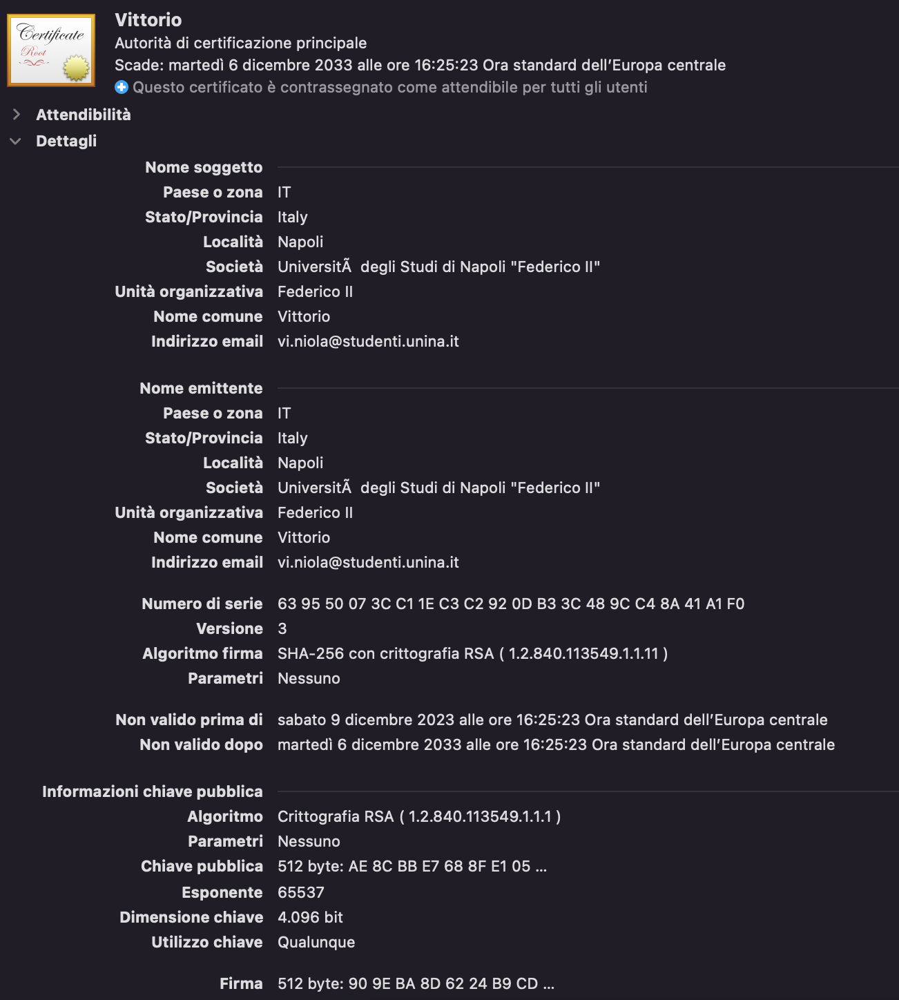 Certificate
Root
Vittorio
Autorità di certificazione principale
Scade: martedì 6 dicembre 2033 alle ore 16:25:23 Ora standard dell’Europa centrale
Questo certificato è contrassegnato come attendibile per tutti gli utenti
Attendibilità
Dettagli
Nome soggetto
Paese o zona IT
Stato/Provincia Italy
Località Napoli
Società UniversitÃ  degli Studi di Napoli "Federico II"
Unità organizzativa Federico II
Nome comune Vittorio
Indirizzo email vi.niola@studenti.unina.it
Nome emittente
Paese o zona IT
Stato/Provincia Italy
Località Napoli
Società UniversitÃ  degli Studi di Napoli "Federico II"
Unità organizzativa Federico II
Nome comune Vittorio
Indirizzo email vi.niola@studenti.unina.it
Numero di serie 63 95 50 07 3C C1 1E C3 C2 92 0D B3 3C 48 9C C4 8A 41 A1 F0
Versione 3
Algoritmo firma SHA-256 con crittografia RSA ( 1.2.840.113549.1.1.11 )
Parametri Nessuno
Non valido prima di sabato 9 dicembre 2023 alle ore 16:25:23 Ora standard dell’Europa centrale
Non valido dopo martedì 6 dicembre 2033 alle ore 16:25:23 Ora standard dell’Europa centrale
Informazioni chiave pubblica
Algoritmo Crittografia RSA ( 1.2.840.113549.1.1.1 )
Parametri Nessuno
Chiave pubblica 512 byte: AE 8C BB E7 68 8F E1 05 ...
Esponente 65537
Dimensione chiave 4.096 bit
Utilizzo chiave Qualunque
Firma 512 byte: 90 9E BA 8D 62 24 B9 CD ...